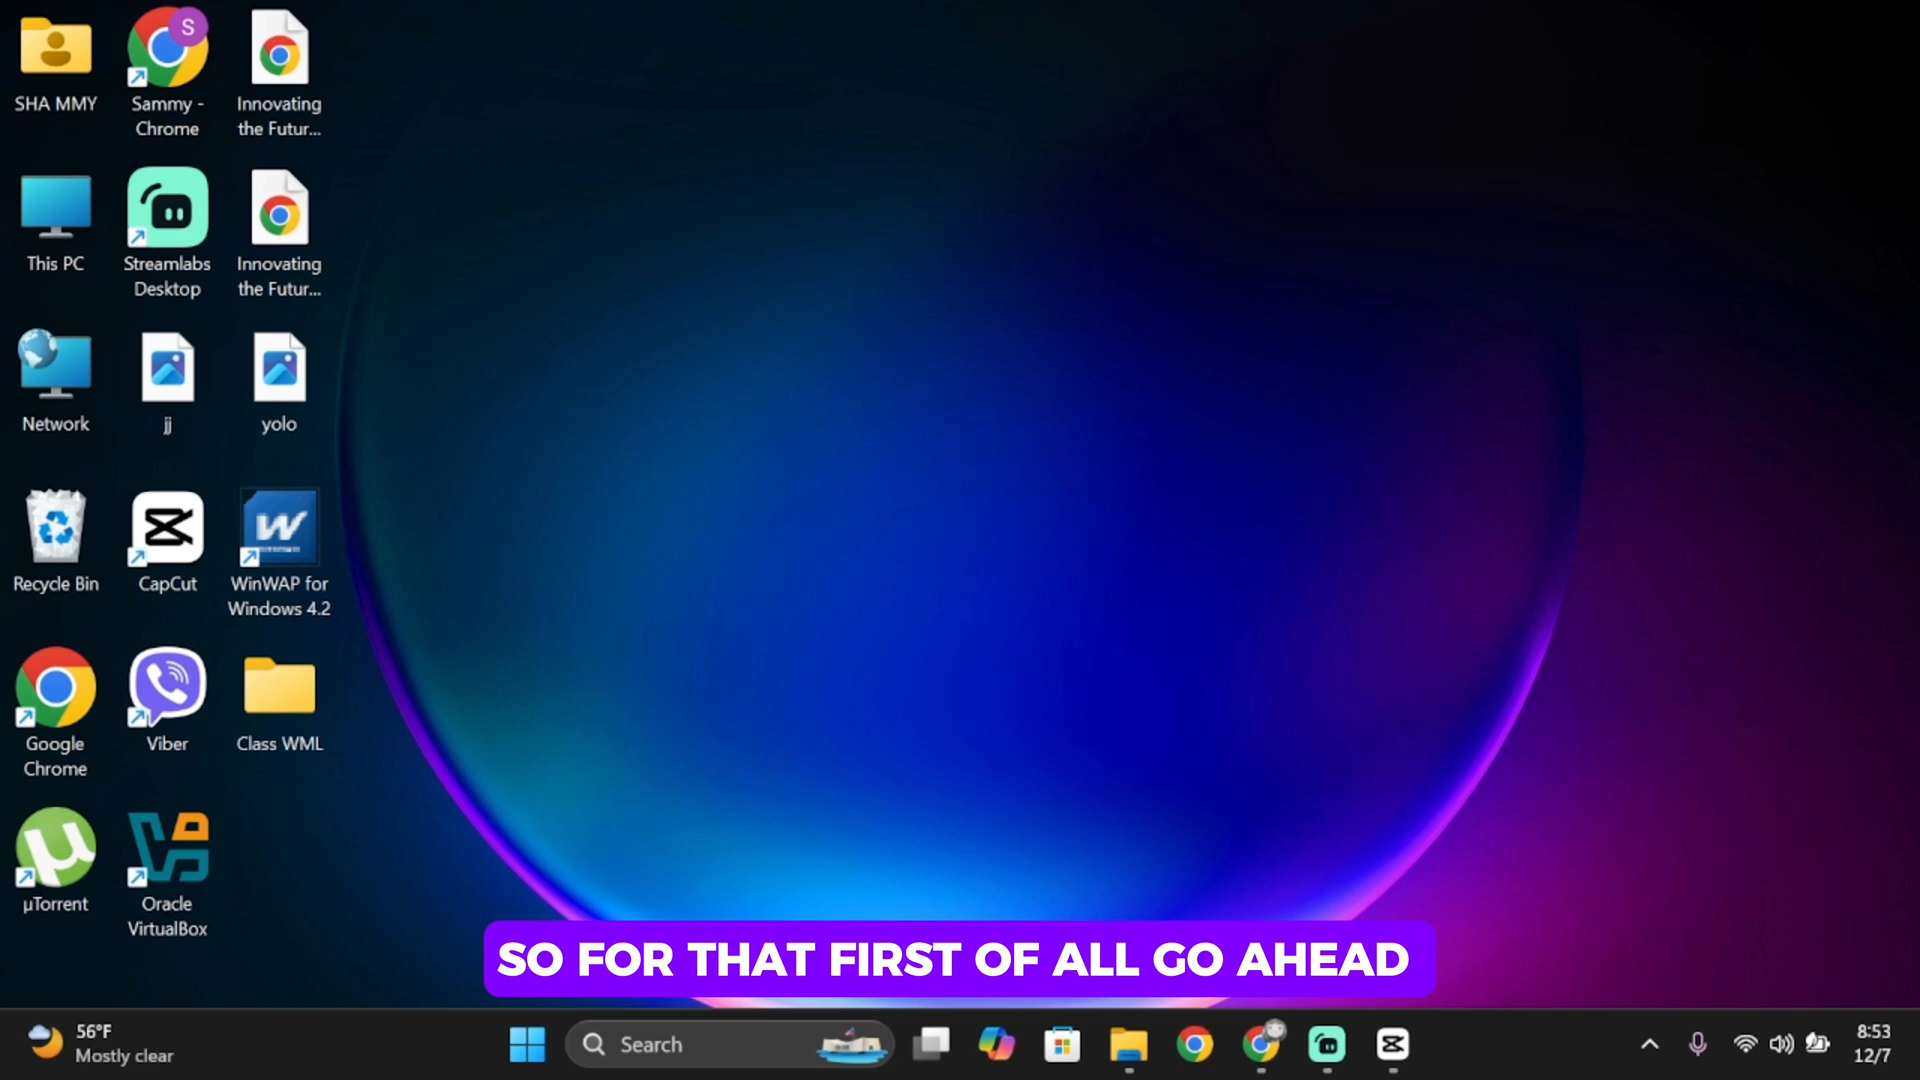 SHA MMY
Sammy -
Chrome
S
Innovating
the Futur...
This PC
Streamlabs
Desktop
Innovating
the Futur...
Network
jj
yolo
Recycle Bin
CapCut
W
WinWAP for
Windows 4.2
Google
Chrome
Viber
Class WML
µ
µTorrent
Oracle
VirtualBox
SO FOR THAT FIRST OF ALL GO AHEAD
56°F
Mostly clear
Search
8:53
12/7